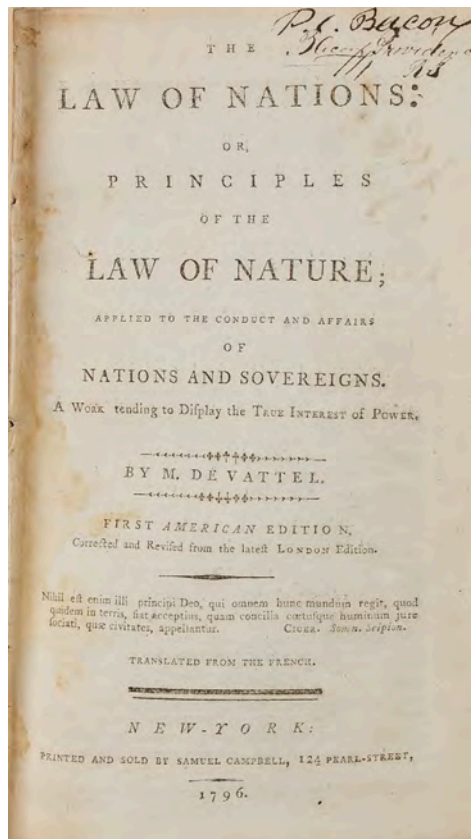 P. C. Bacon
THE
LAW OF NATIONS:
OR,
PRINCIPLES
OF THE
LAW OF NATURE;
APPLIED TO THE CONDUCT AND AFFAIRS
OF
NATIONS AND SOVEREIGNS.
A WORK tending to Diſplay the TRUE INTEREST of POWER.
BY M. DE VATTEL.
FIRST AMERICAN EDITION,
Corrected and Reviſed from the lateſt LONDON Edition.
Nihil eſt enim illi principi Deo, qui omnem hunc mundum regit, quod
quidem in terris, fiat acceptius, quam concilia cœtuſque hominum jure
ſociati, quæ civitates, appellantur. CICER. Somn. Scipion.
TRANSLATED FROM THE FRENCH.
NEW-YORK:
PRINTED AND SOLD BY SAMUEL CAMPBELL, 124 PEARL-STREET,
1796.